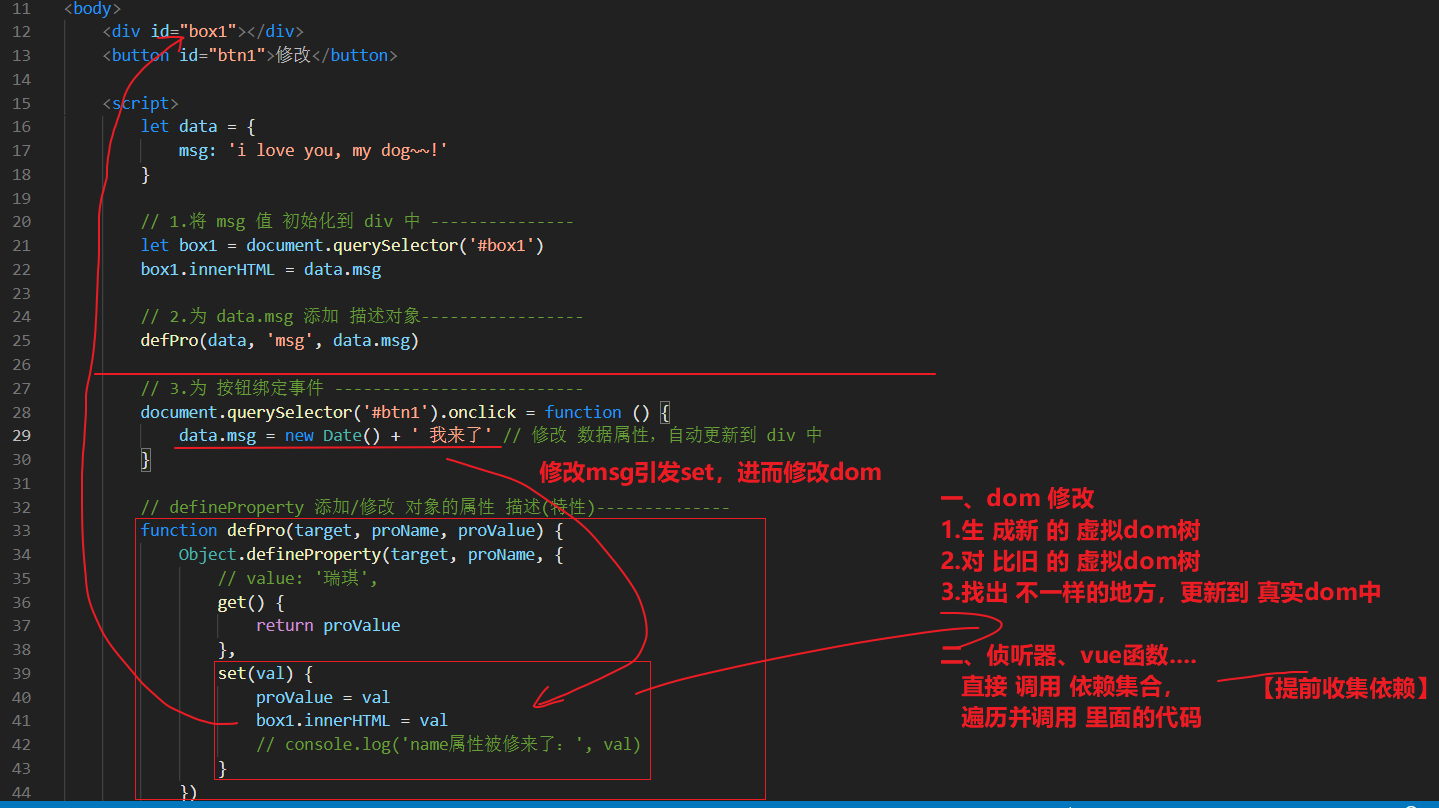 11 <body>
12 <div id="box1"></div>
13 <button id="btn1">修改</button>
14
15 <script>
16 let data = {
17 msg: 'i love you, my dog~~!'
18 }
19
20 // 1.将 msg 值 初始化到 div 中 ---------------
21 let box1 = document.querySelector('#box1')
22 box1.innerHTML = data.msg
23
24 // 2.为 data.msg 添加 描述对象-----------------
25 defPro(data, 'msg', data.msg)
26
27 // 3.为 按钮绑定事件 --------------------------
28 document.querySelector('#btn1').onclick = function () {
29 data.msg = new Date() + ' 我来了' // 修改 数据属性，自动更新到 div 中
30 }
31
修改msg引发set，进而修改dom
32 // defineProperty 添加/修改 对象的属性 描述(特性)--------------
33 function defPro(target, proName, proValue) {
34 Object.defineProperty(target, proName, {
35 // value: '瑞琪',
36 get() {
37 return proValue
38 },
39 set(val) {
40 proValue = val
41 box1.innerHTML = val
42 // console.log('name属性被修来了：', val)
43 }
44 })
一、dom 修改
1.生 成新 的 虚拟dom树
2.对 比旧 的 虚拟dom树
3.找出 不一样的地方，更新到 真实dom中
二、侦听器、vue函数....
直接 调用 依赖集合，
遍历并调用 里面的代码
【提前收集依赖】